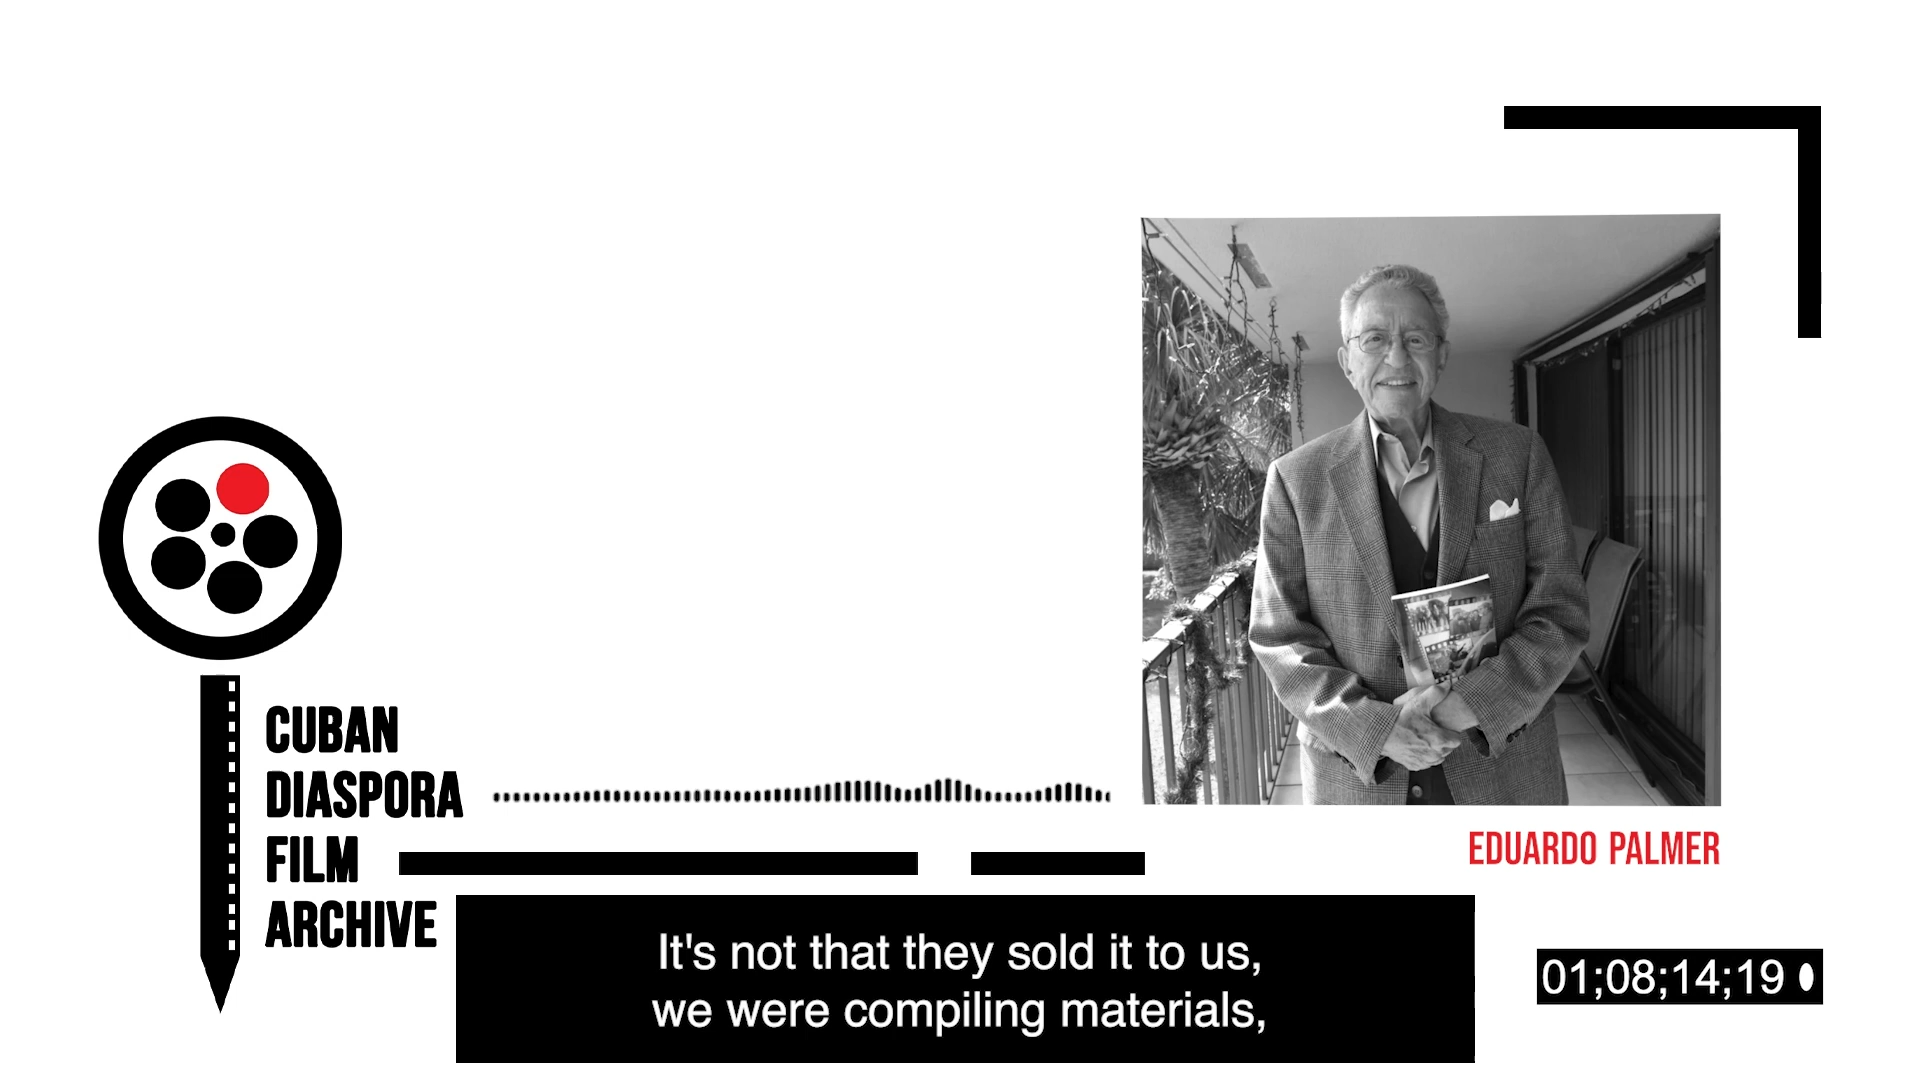 CUBAN
DIASPORA
FILM
ARCHIVE
EDUARDO PALMER
It's not that they sold it to us,
we were compiling materials,
01;08;14;19